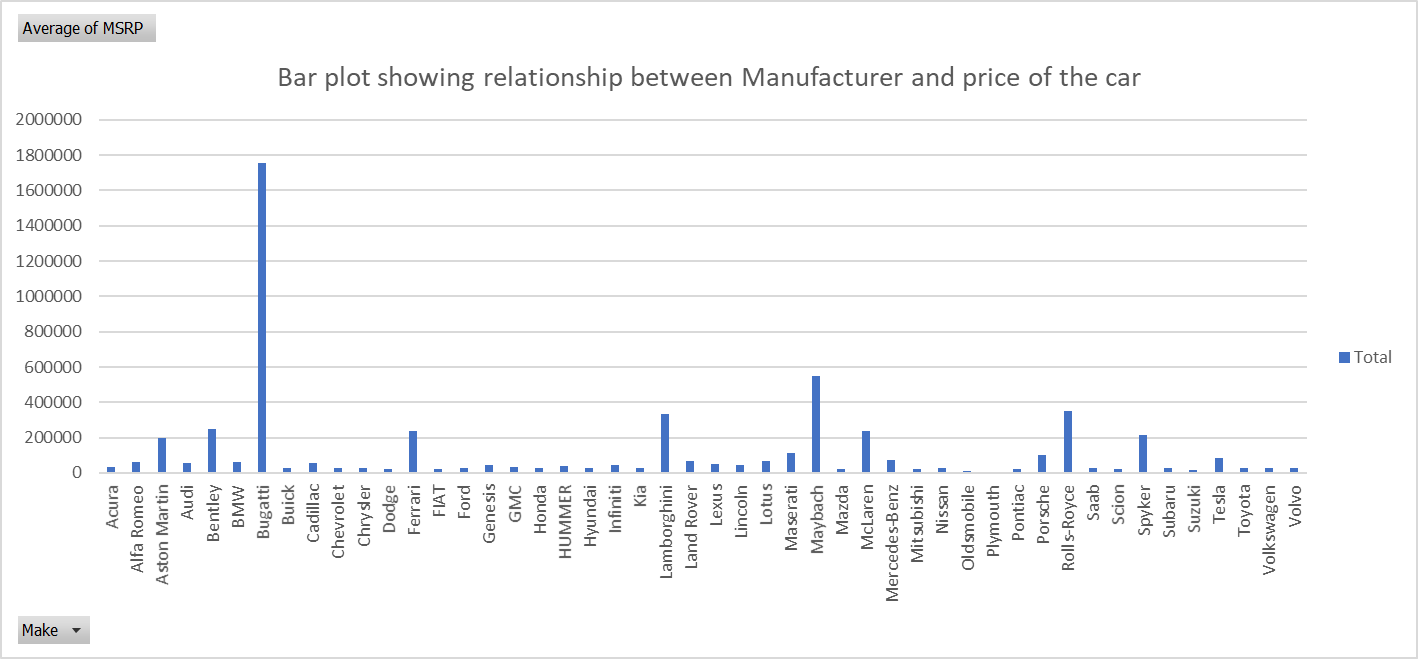 Average of MSRP
Bar plot showing relationship between Manufacturer and price of the car
2000000
1800000
1600000
1400000
1200000
1000000
800000
600000
400000
200000
0
Total
Acura
Alfa Romeo
Aston Martin
Audi
Bentley
BMW
Bugatti
Buick
Cadillac
Chevrolet
Chrysler
Dodge
Ferrari
FIAT
Ford
Genesis
GMC
Honda
HUMMER
Hyundai
Infiniti
Kia
Lamborghini
Land Rover
Lexus
Lincoln
Lotus
Maserati
Maybach
Mazda
McLaren
Mercedes-Benz
Mitsubishi
Nissan
Oldsmobile
Plymouth
Pontiac
Porsche
Rolls-Royce
Saab
Scion
Spyker
Subaru
Suzuki
Tesla
Toyota
Volkswagen
Volvo
Make